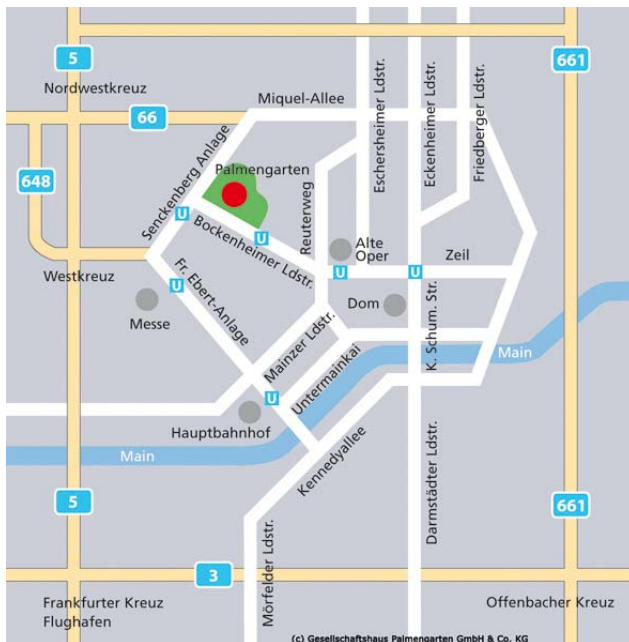 5
661
Nordwestkreuz
66
Miquel-Allee
Eschersheimer Ldstr.
Eckenheimer Ldstr.
Friedberger Ldstr.
648
Senckenberg Anlage
Palmengarten
U
Bockenheimer Ldstr.
U
Reuterweg
Alte
Oper
U
U
Zeil
Westkreuz
U
Fr. Ebert-Anlage
Messe
Dom
K. Schum. Str.
Mainzer Ldstr.
Untermainkai
Main
U
Hauptbahnhof
Main
Kennedyallee
Darmstädter Ldstr.
5
661
Mörfelder Ldstr.
3
Frankfurter Kreuz
Flughafen
Offenbacher Kreuz
(c) Gesellschaftshaus Palmengarten GmbH & Co. KG